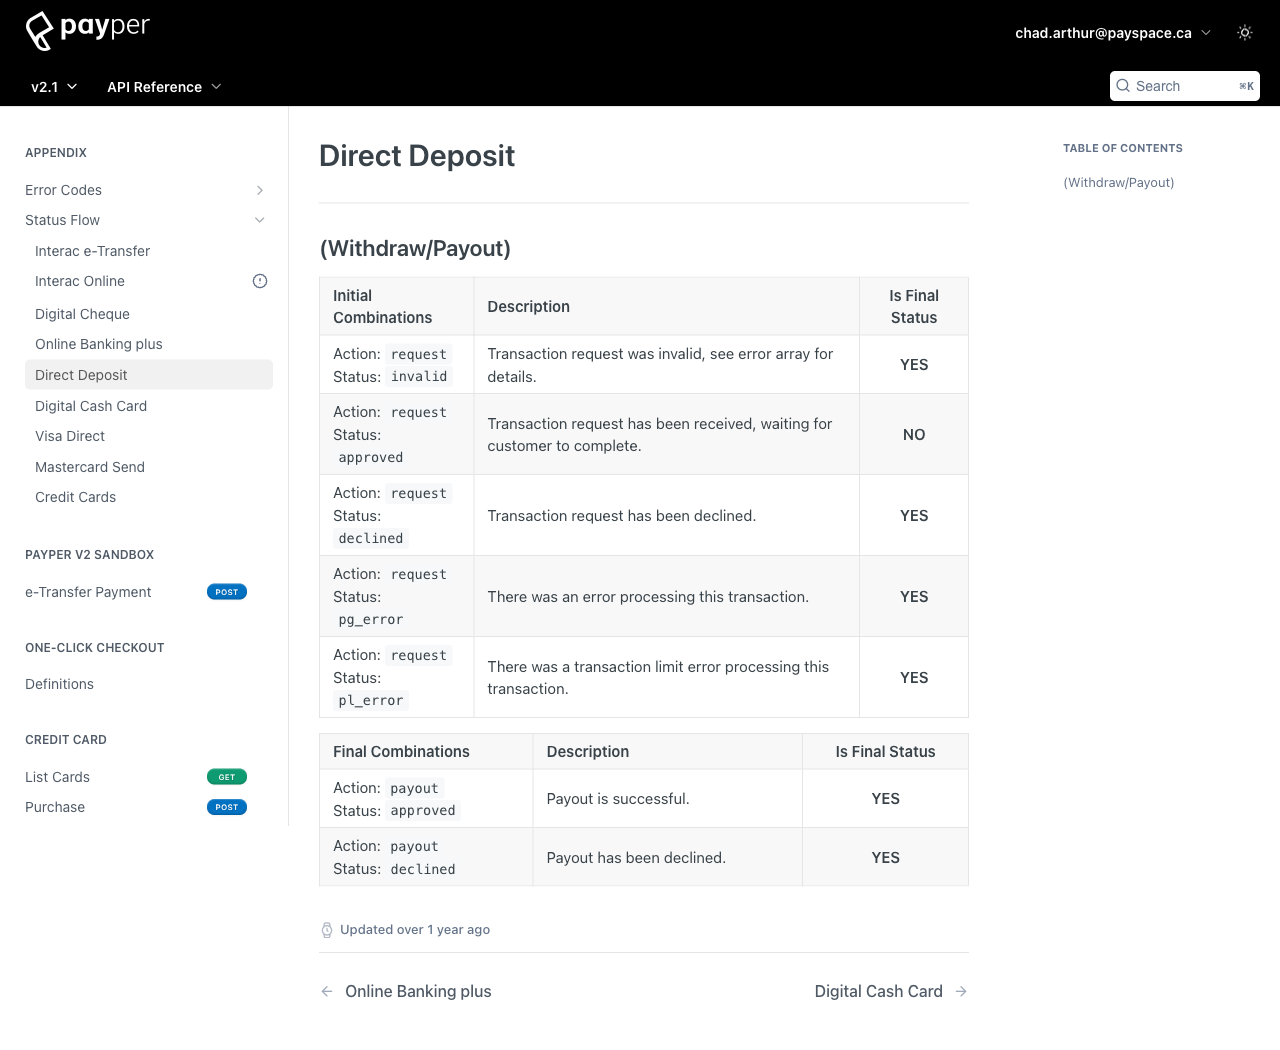 payper
chad.arthur@payspace.ca
v2.1
API Reference
Search
⌘K
APPENDIX
Error Codes
Status Flow
Interac e-Transfer
Interac Online
Digital Cheque
Online Banking plus
Direct Deposit
Digital Cash Card
Visa Direct
Mastercard Send
Credit Cards
PAYPER V2 SANDBOX
e-Transfer Payment POST
ONE-CLICK CHECKOUT
Definitions
CREDIT CARD
List Cards GET
Purchase POST
Direct Deposit
(Withdraw/Payout)
Initial
Combinations
Description
Is Final
Status
Action: request
Status: invalid
Transaction request was invalid, see error array for
details.
YES
Action: request
Status:
approved
Transaction request has been received, waiting for
customer to complete.
NO
Action: request
Status:
declined
Transaction request has been declined.
YES
Action: request
Status:
pg_error
There was an error processing this transaction.
YES
Action: request
Status:
pl_error
There was a transaction limit error processing this
transaction.
YES
Final Combinations
Description
Is Final Status
Action: payout
Status: approved
Payout is successful.
YES
Action: payout
Status: declined
Payout has been declined.
YES
Updated over 1 year ago
← Online Banking plus
Digital Cash Card →
TABLE OF CONTENTS
(Withdraw/Payout)